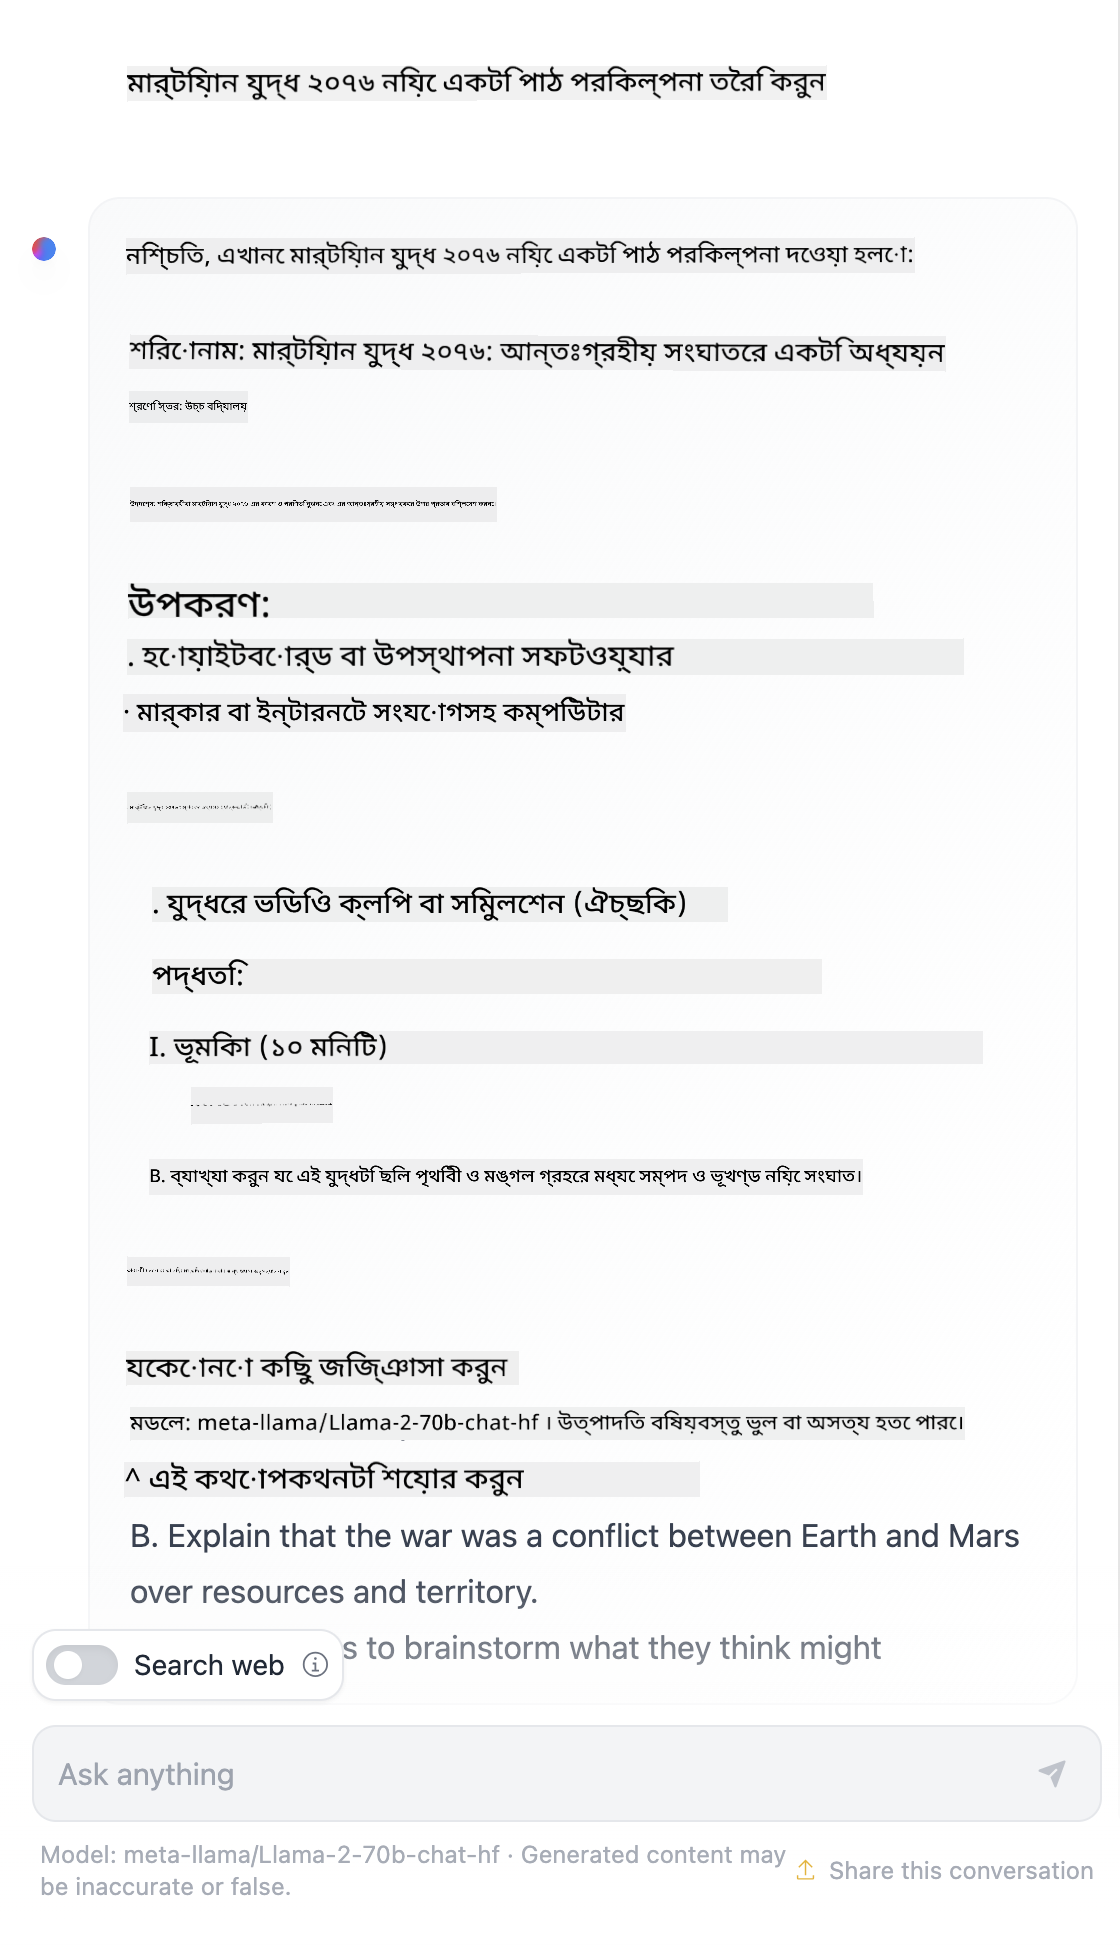 মার্টিয়ান যুদ্ধ ২০৭৬ নিয়ে একটি পাঠ পরিকল্পনা তৈরি করুন
নিশ্চিত, এখানে মার্টিয়ান যুদ্ধ ২০৭৬ নিয়ে একটি পাঠ পরিকল্পনা দেওয়া হলো:
শিরোনাম: মার্টিয়ান যুদ্ধ ২০৭৬: আন্তঃগ্রহীয় সংঘাতের একটি অধ্যয়ন
শ্রেণি স্তর: উচ্চ বিদ্যালয়
উপকরণ:
. হোয়াইটবোর্ড বা উপস্থাপনা সফটওয়্যার
· মার্কার বা ইন্টারনেট সংযোগসহ কম্পিউটার
. যুদ্ধের ভিডিও ক্লিপ বা সিমুলেশন (ঐচ্ছিক)
পদ্ধতি:
I. ভূমিকা (১০ মিনিট)
B. ব্যাখ্যা করুন যে এই যুদ্ধটি ছিল পৃথিবী ও মঙ্গল গ্রহের মধ্যে সম্পদ ও ভূখণ্ড নিয়ে সংঘাত।
যেকোনো কিছু জিজ্ঞাসা করুন
মডেল: meta-llama/Llama-2-70b-chat-hf । উত্পাদিত বিষয়বস্তু ভুল বা অসত্য হতে পারে।
^ এই কথোপকথনটি শেয়ার করুন
B. Explain that the war was a conflict between Earth and Mars
over resources and territory.
s to brainstorm what they think might
Search web
Ask anything
Model: meta-llama/Llama-2-70b-chat-hf · Generated content may
be inaccurate or false.
Share this conversation